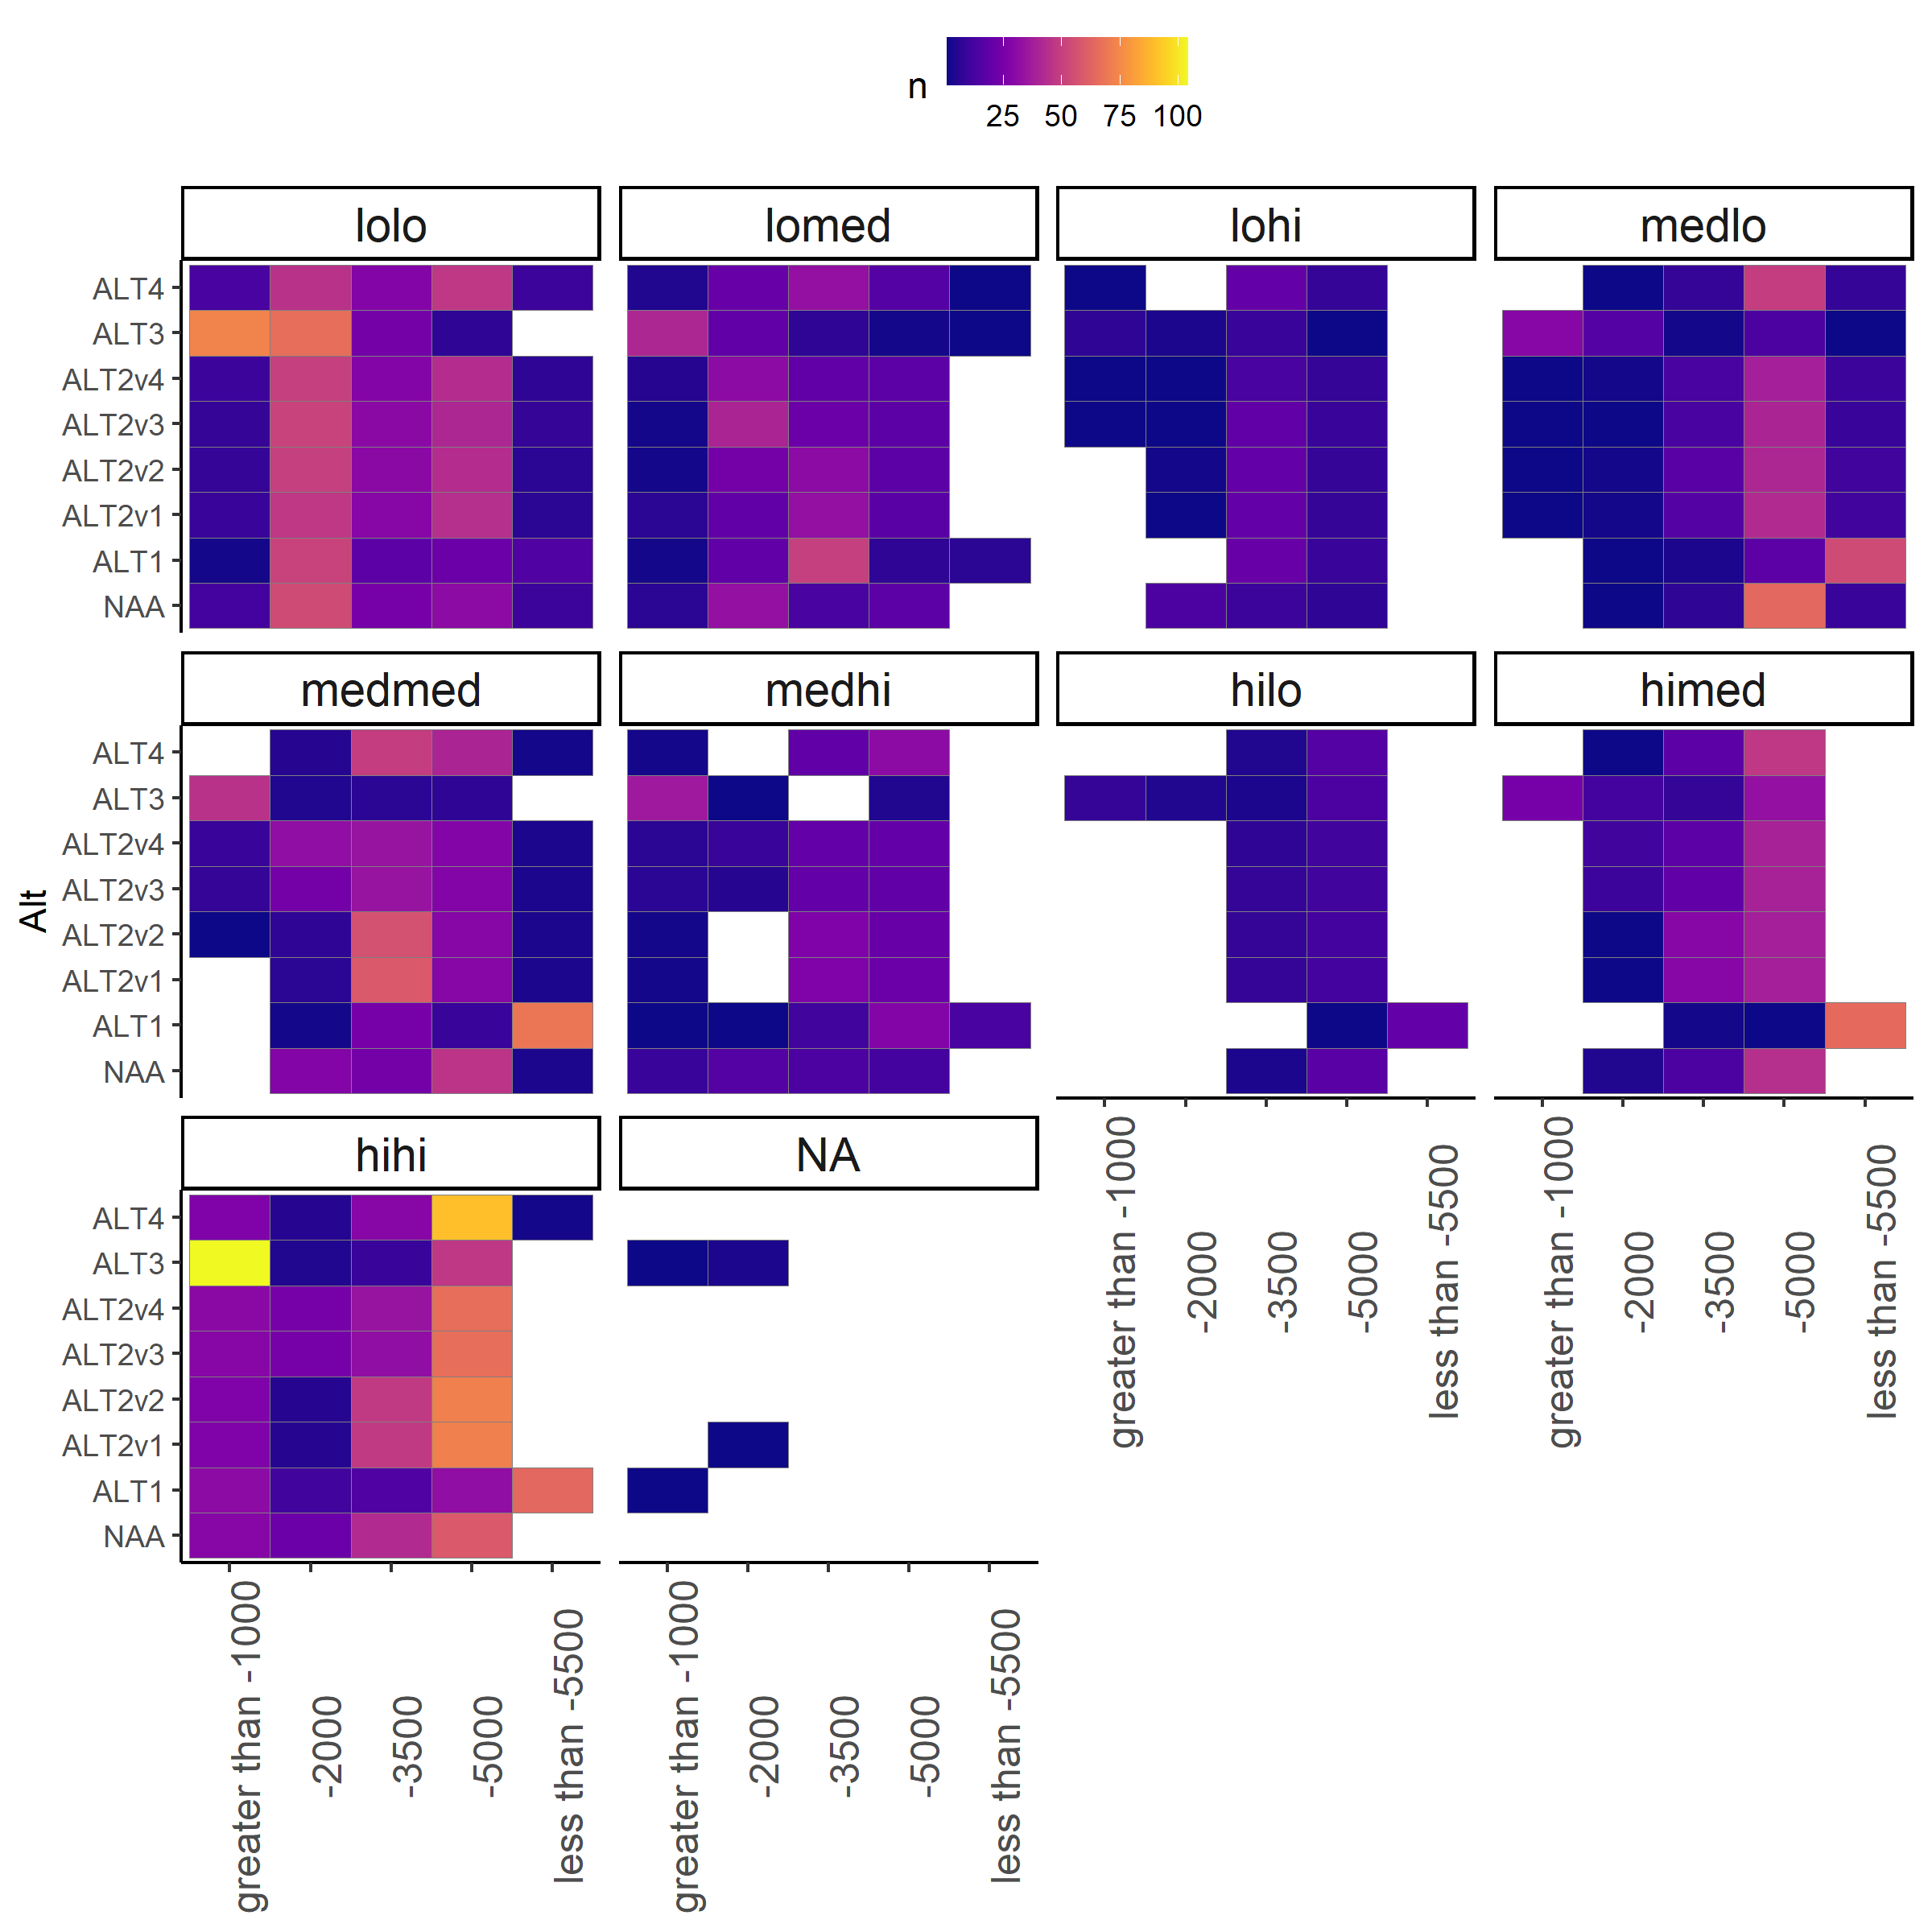 n
25 50 75 100
lolo lomed lohi medlo
ALT4
ALT3
ALT2v4
ALT2v3
ALT2v2
ALT2v1
ALT1
NAA
medmed medhi hilo himed
ALT4
ALT3
ALT2v4
ALT2v3
ALT2v2
ALT2v1
ALT1
NAA
Alt
greater than -1000
-2000
-3500
-5000
less than -5500
greater than -1000
-2000
-3500
-5000
less than -5500
hihi NA
ALT4
ALT3
ALT2v4
ALT2v3
ALT2v2
ALT2v1
ALT1
NAA
greater than -1000
-2000
-3500
-5000
less than -5500
greater than -1000
-2000
-3500
-5000
less than -5500